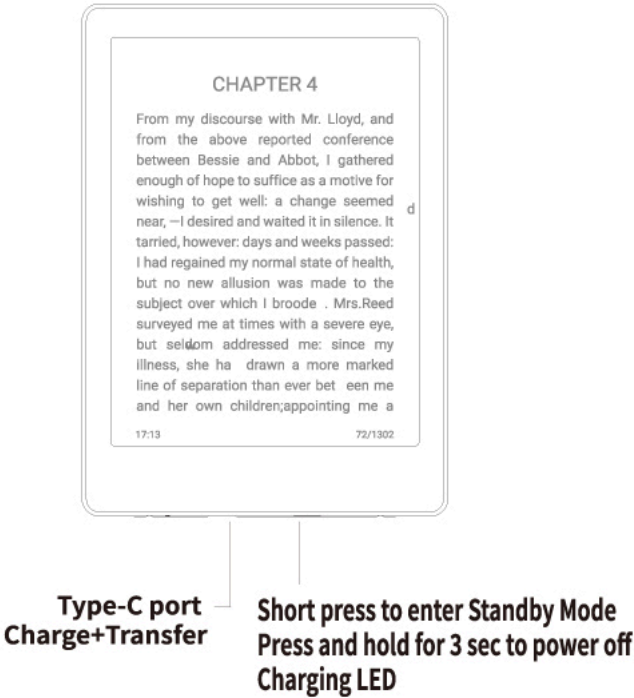 CHAPTER 4
From my discourse with Mr. Lloyd, and
from the above reported conference
between Bessie and Abbot, I gathered
enough of hope to suffice as a motive for
wishing to get well: a change seemed
near, —I desired and waited it in silence. It
tarried, however: days and weeks passed:
I had regained my normal state of health,
but no new allusion was made to the
subject over which I broode . Mrs.Reed
surveyed me at times with a severe eye,
but seldom addressed me: since my
illness, she ha drawn a more marked
line of separation than ever bet een me
and her own children;appointing me a
d
w
17:13 72/1302
Type-C port
Charge+Transfer
Short press to enter Standby Mode
Press and hold for 3 sec to power off
Charging LED